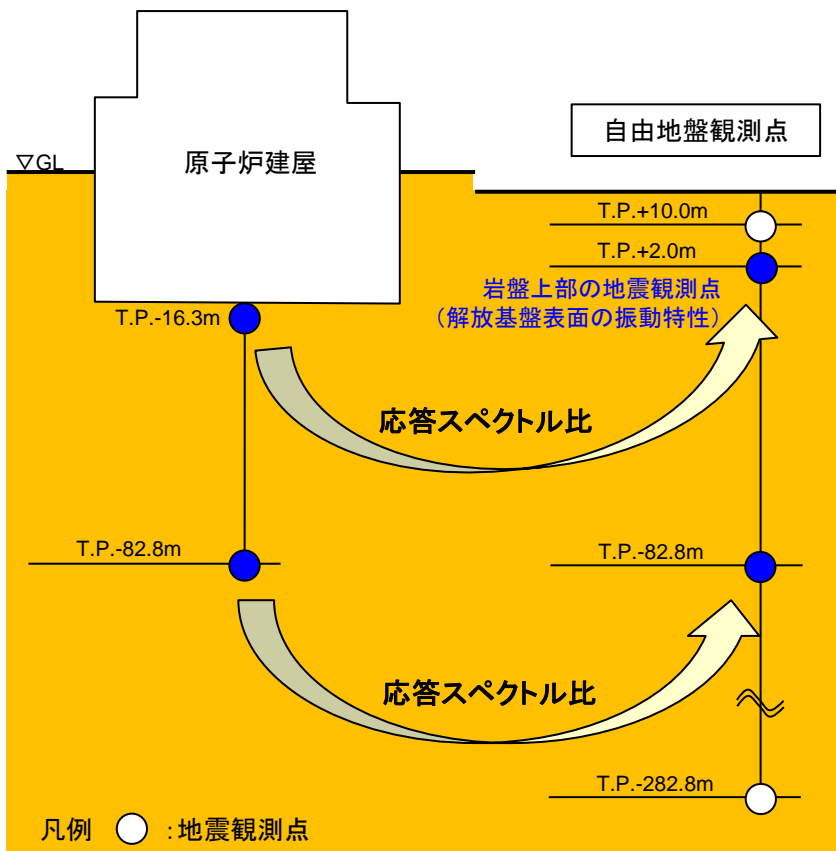 自由地盤観測点
▽GL
原子炉建屋
T.P.+10.0m
T.P.+2.0m
岩盤上部の地震観測点
（解放基盤表面の振動特性）
T.P.-16.3m
応答スペクトル比
T.P.-82.8m
T.P.-82.8m
応答スペクトル比
T.P.-282.8m
凡例 ：地震観測点